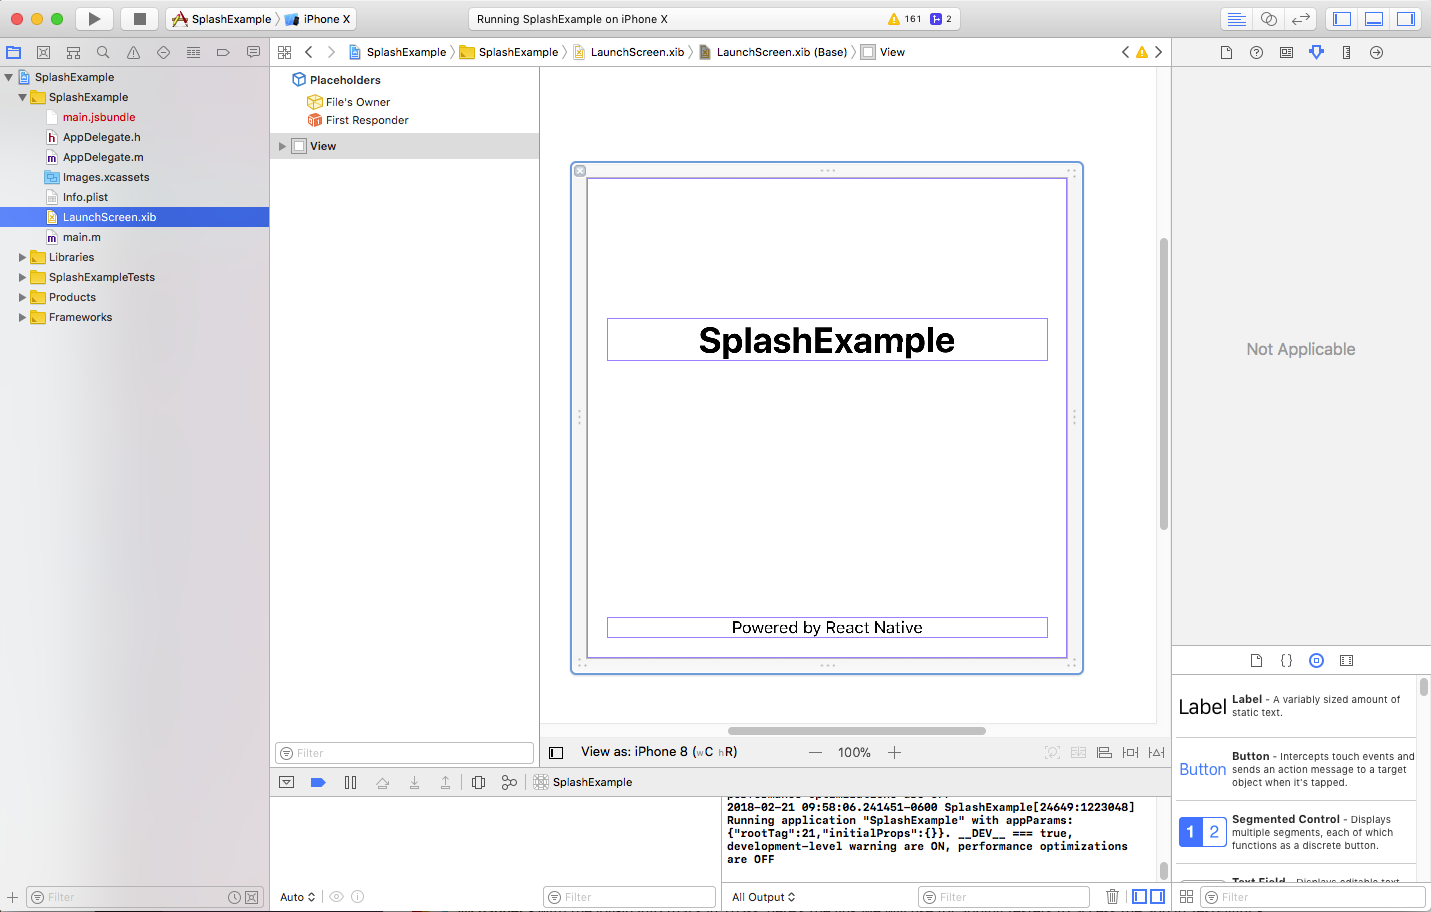 SplashExample iPhone X
Running SplashExample on iPhone X 161 2
SplashExample SplashExample LaunchScreen.xib LaunchScreen.xib (Base) View
SplashExample
SplashExample
main.jsbundle
AppDelegate.h
AppDelegate.m
Images.xcassets
Info.plist
LaunchScreen.xib
main.m
Libraries
SplashExampleTests
Products
Frameworks
Filter
Placeholders
File's Owner
First Responder
View
Filter
SplashExample
Powered by React Native
View as: iPhone 8 (wC hR) 100%
SplashExample
Auto
Filter
2018-02-21 09:58:06.241451-0600 SplashExample[24649:1223048]
Running application "SplashExample" with appParams:
{"rootTag":21,"initialProps":{}}. __DEV__ === true,
development-level warning are ON, performance optimizations
are OFF
All Output
Filter
Not Applicable
Label
Label - A variably sized amount of
static text.
Button
Button - Intercepts touch events and
sends an action message to a target
object when it's tapped.
1 2
Segmented Control - Displays
multiple segments, each of which
functions as a discrete button.
Text Field - Displays editable text
Filter